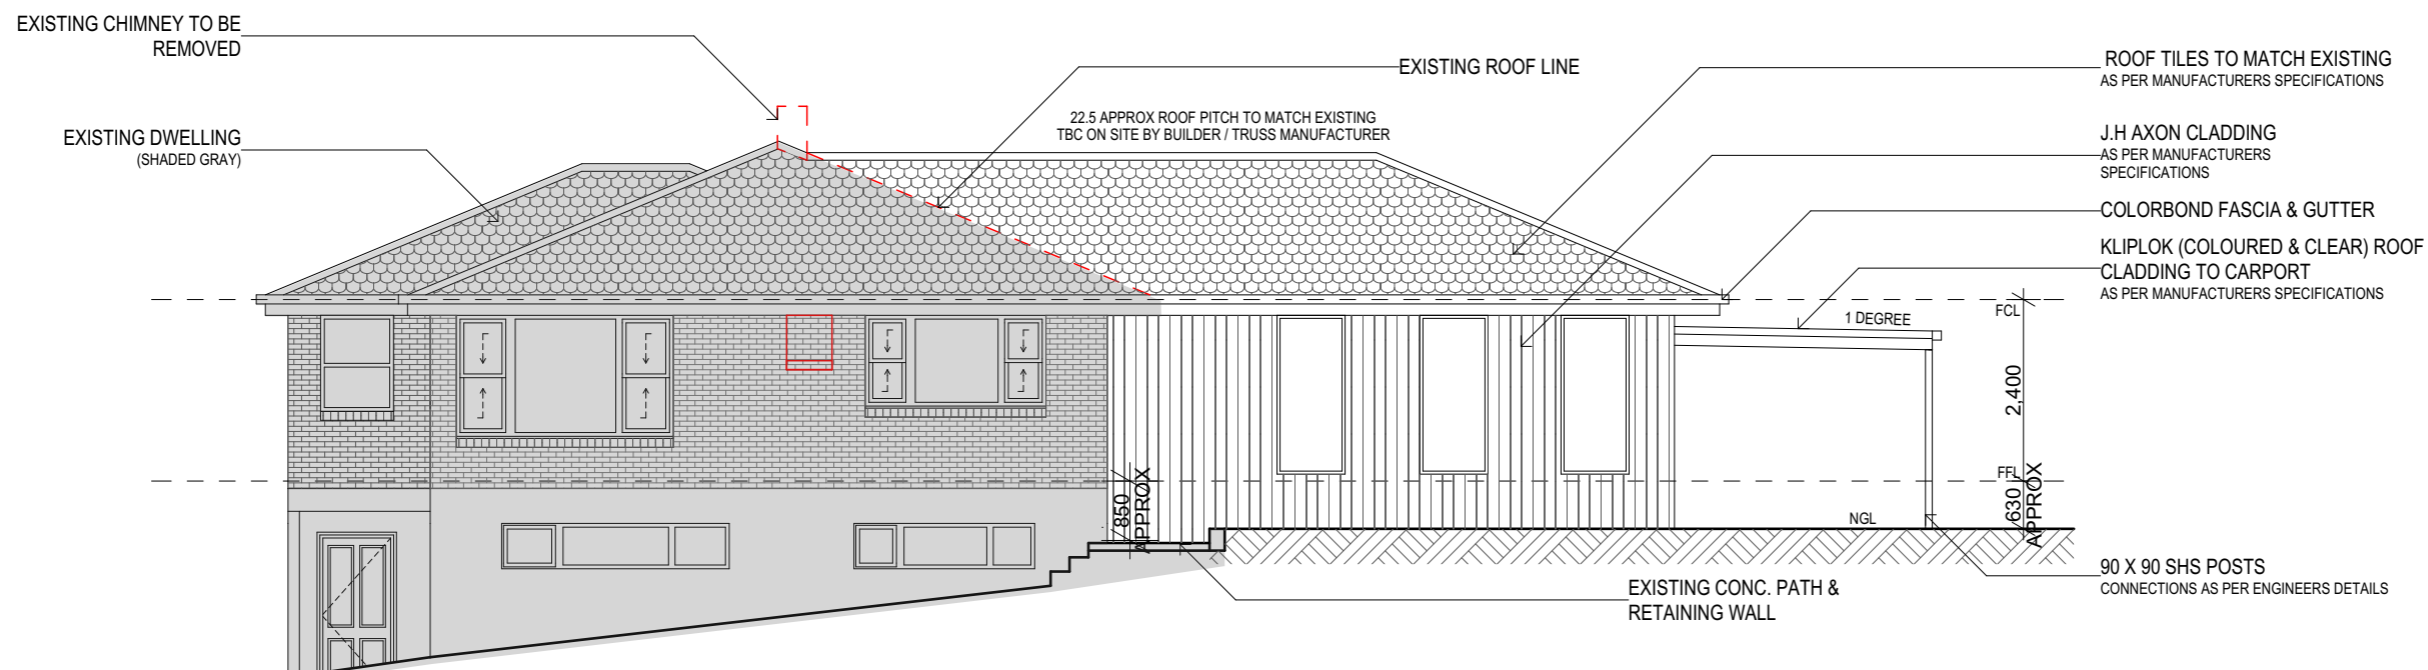 EXISTING CHIMNEY TO BE
REMOVED
EXISTING DWELLING
(SHADED GRAY)
EXISTING ROOF LINE
22.5 APPROX ROOF PITCH TO MATCH EXISTING
TBC ON SITE BY BUILDER / TRUSS MANUFACTURER
ROOF TILES TO MATCH EXISTING
AS PER MANUFACTURERS SPECIFICATIONS
J.H AXON CLADDING
AS PER MANUFACTURERS
SPECIFICATIONS
COLORBOND FASCIA & GUTTER
KLIPLOK (COLOURED & CLEAR) ROOF
CLADDING TO CARPORT
AS PER MANUFACTURERS SPECIFICATIONS
FCL
1 DEGREE
2,400
FFL
850
APPROX
630
APPROX
NGL
90 X 90 SHS POSTS
CONNECTIONS AS PER ENGINEERS DETAILS
EXISTING CONC. PATH &
RETAINING WALL